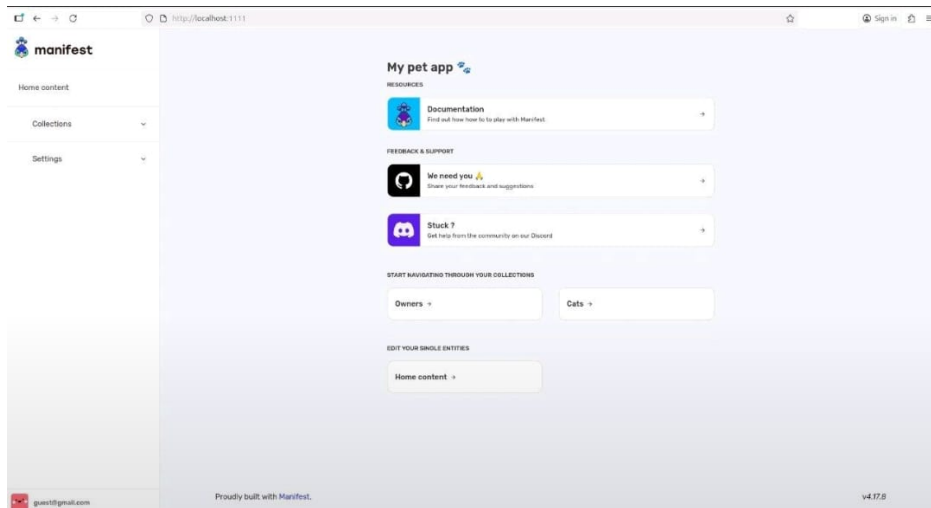 http://localhost:1111
Sign in
manifest
Home content
Collections
Settings
My pet app 🐾
RESOURCES
Documentation
Find out how how to to play with Manifest.
→
FEEDBACK & SUPPORT
We need you 🙏
Share your feedback and suggestions
→
Stuck ?
Get help from the community on our Discord
→
START NAVIGATING THROUGH YOUR COLLECTIONS
Owners →
Cats →
EDIT YOUR SINGLE ENTITIES
Home content →
guest@gmail.com
Proudly built with Manifest.
v4.17.8